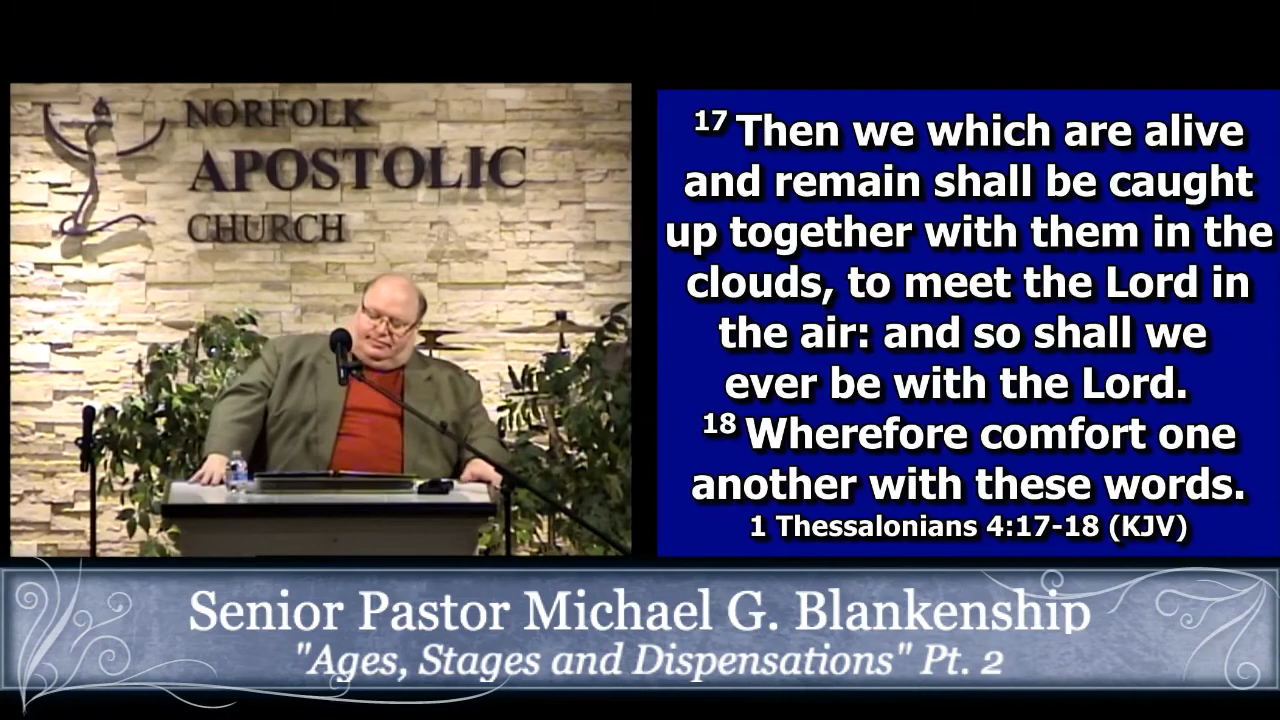 NORFOLK
APOSTOLIC
CHURCH
17 Then we which are alive
and remain shall be caught
up together with them in the
clouds, to meet the Lord in
the air: and so shall we
ever be with the Lord.
18 Wherefore comfort one
another with these words.
1 Thessalonians 4:17-18 (KJV)
Senior Pastor Michael G. Blankenship
"Ages, Stages and Dispensations" Pt. 2